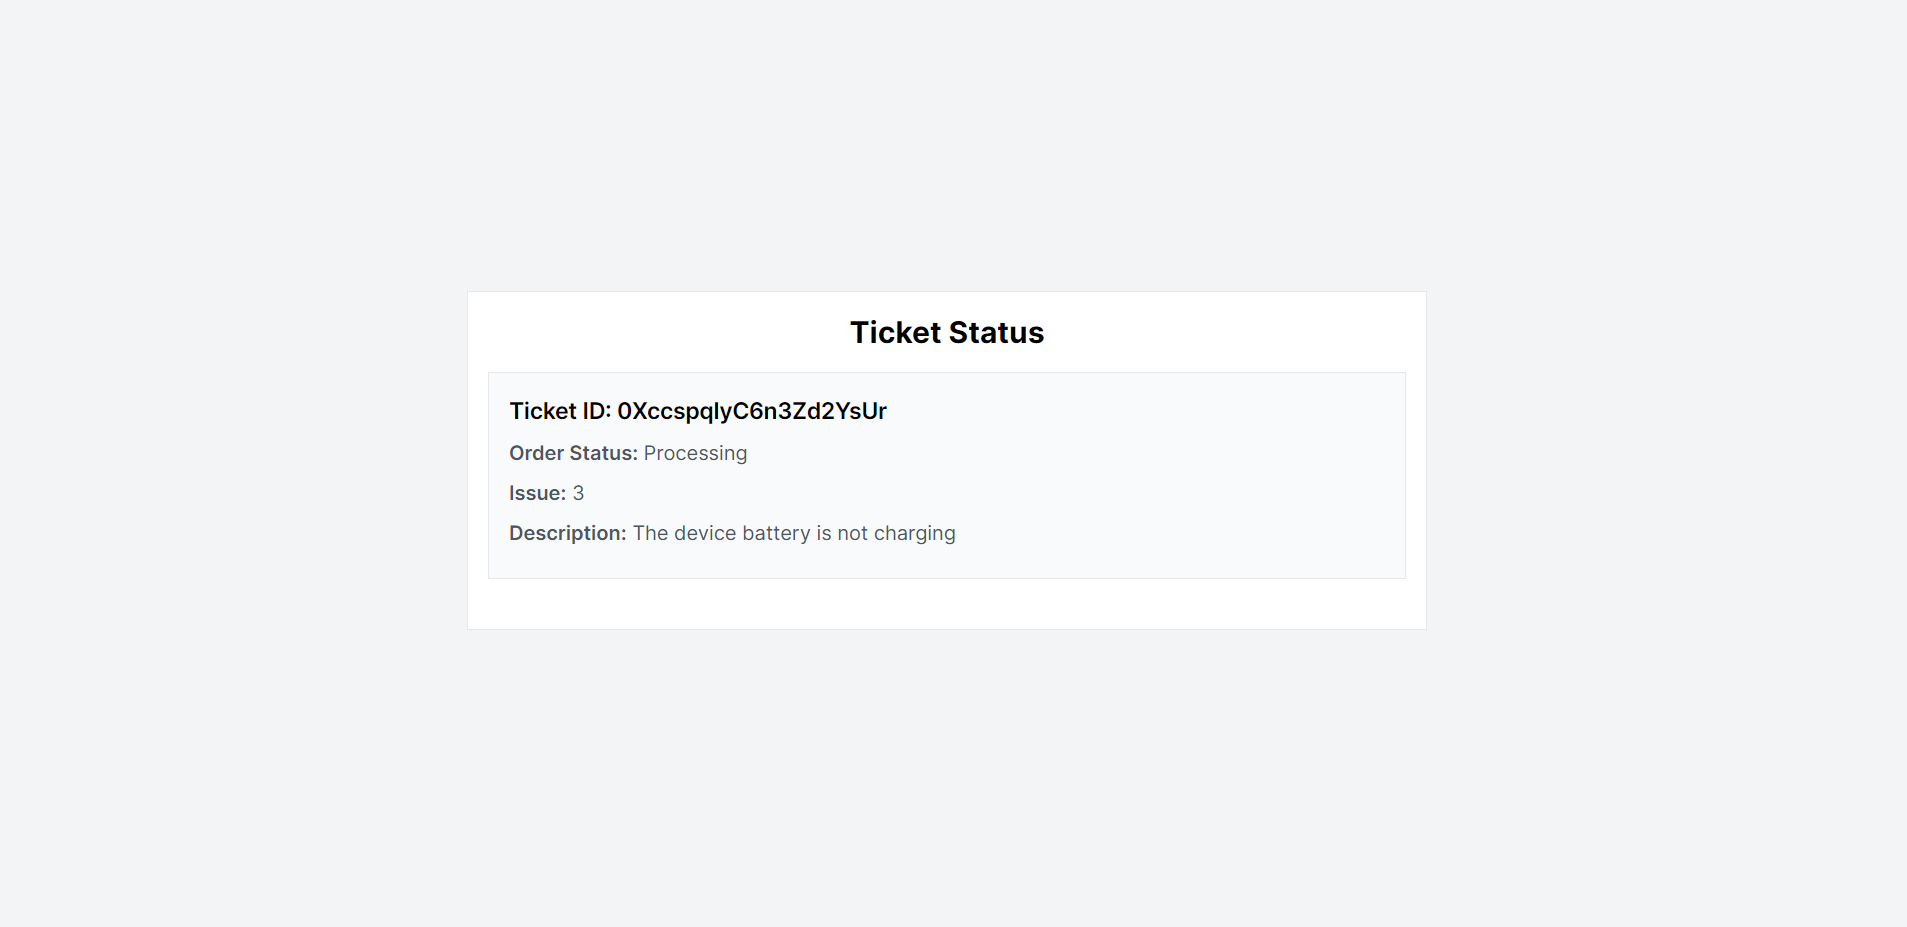 Ticket Status
Ticket ID: 0XccspqlyC6n3Zd2YsUr
Order Status: Processing
Issue: 3
Description: The device battery is not charging